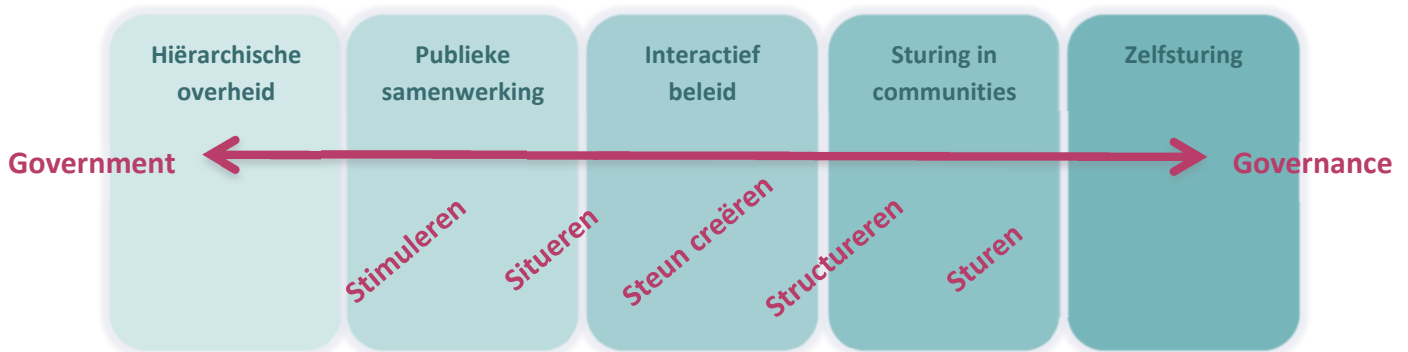 Hiërarchische
overheid
Publieke
samenwerking
Interactief
beleid
Sturing in
communities
Zelfsturing
Government
Governance
Stimuleren
Situeren
Steun creëren
Structureren
Sturen